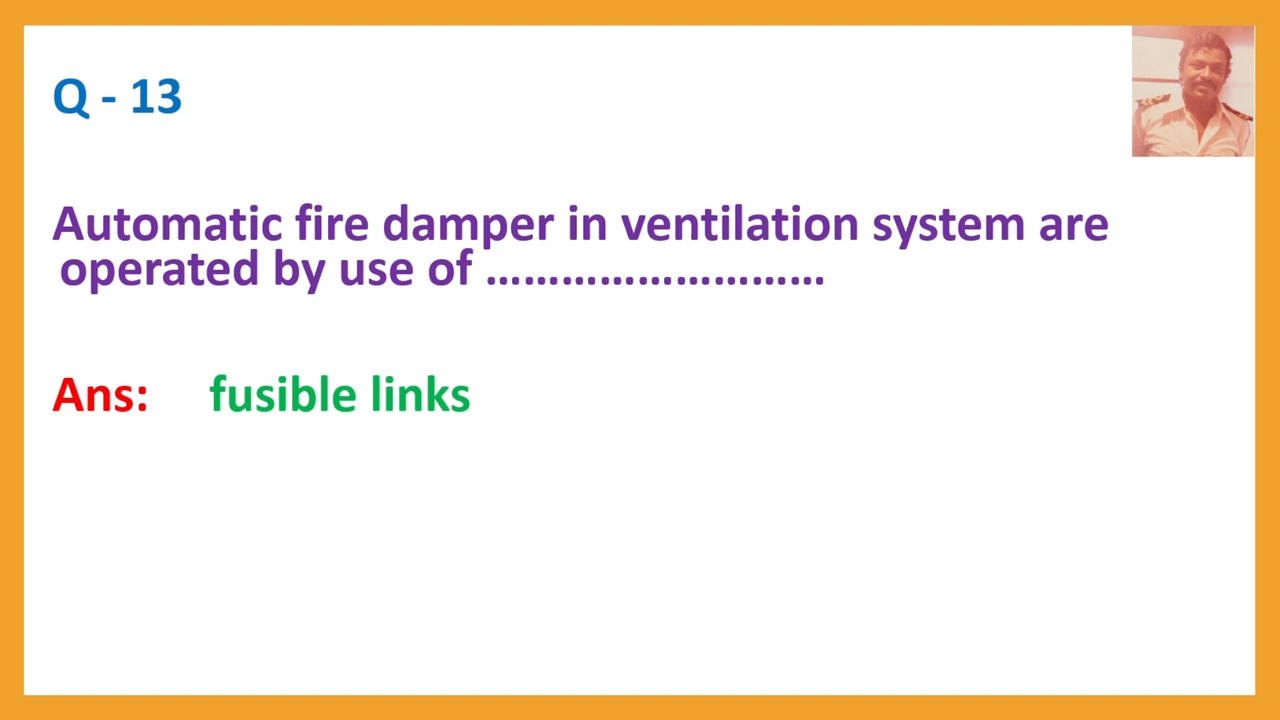 Q - 13
Automatic fire damper in ventilation system are
operated by use of ………………………
Ans: fusible links